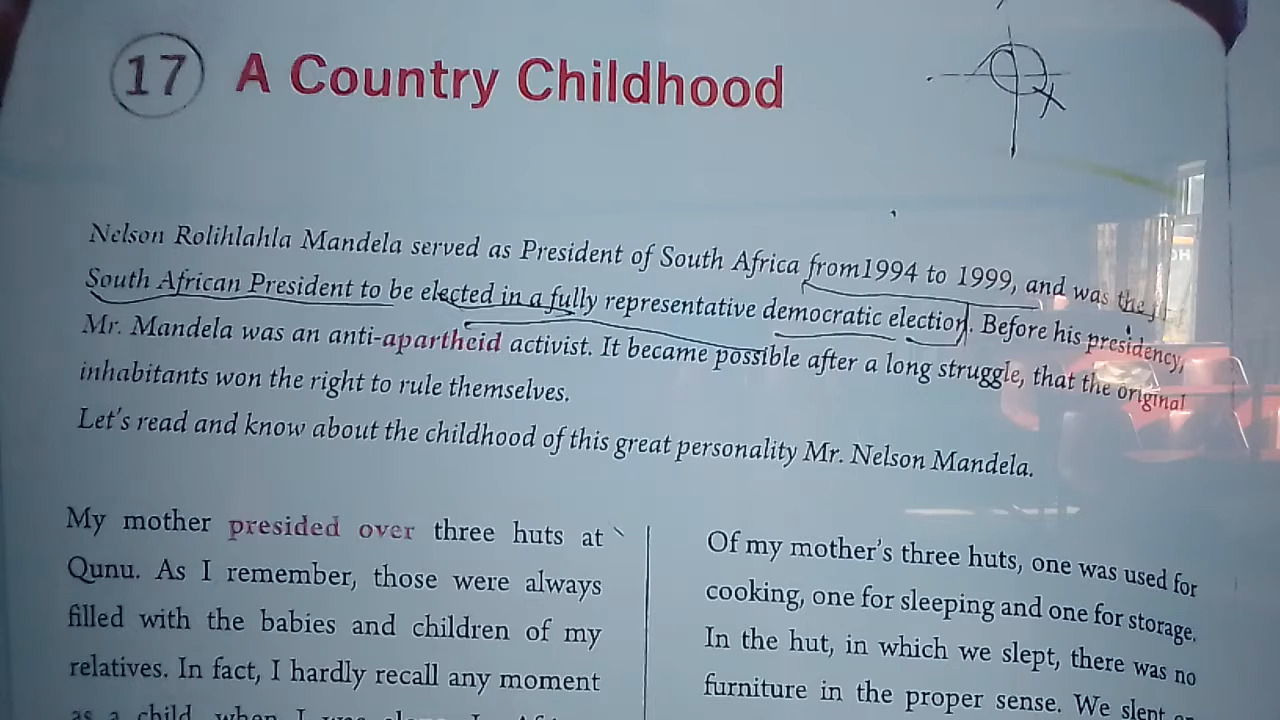 17 A Country Childhood
Nelson Rolihlahla Mandela served as President of South Africa from1994 to 1999, and was the
South African President to be elected in a fully representative democratic election. Before his presidency,
Mr. Mandela was an anti-apartheid activist. It became possible after a long struggle, that the original
inhabitants won the right to rule themselves.
Let's read and know about the childhood of this great personality Mr. Nelson Mandela.
My mother presided over three huts at
Qunu. As I remember, those were always
filled with the babies and children of my
relatives. In fact, I hardly recall any moment
as a child when I was
Of my mother's three huts, one was used for
cooking, one for sleeping and one for storage.
In the hut, in which we slept, there was no
furniture in the proper sense. We slept